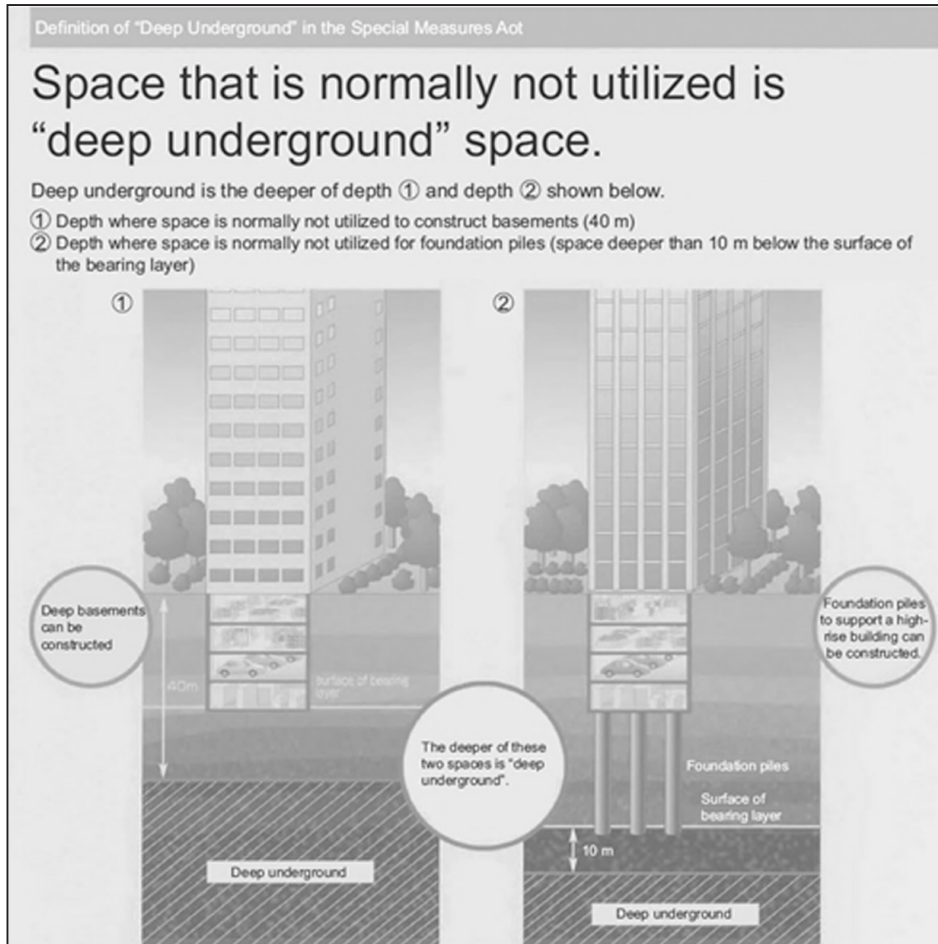 Definition of "Deep Underground" in the Special Measures Aot
Space that is normally not utilized is
“deep underground” space.
Deep underground is the deeper of depth ① and depth ② shown below.
① Depth where space is normally not utilized to construct basements (40 m)
② Depth where space is normally not utilized for foundation piles (space deeper than 10 m below the surface of
the bearing layer)
①
Deep basements
can be
constructed
40m
surface of bearing
layer
Deep underground
The deeper of these
two spaces is “deep
underground”.
②
Foundation piles
to support a high-
rise building can
be constructed.
Foundation piles
Surface of
bearing layer
10 m
Deep underground